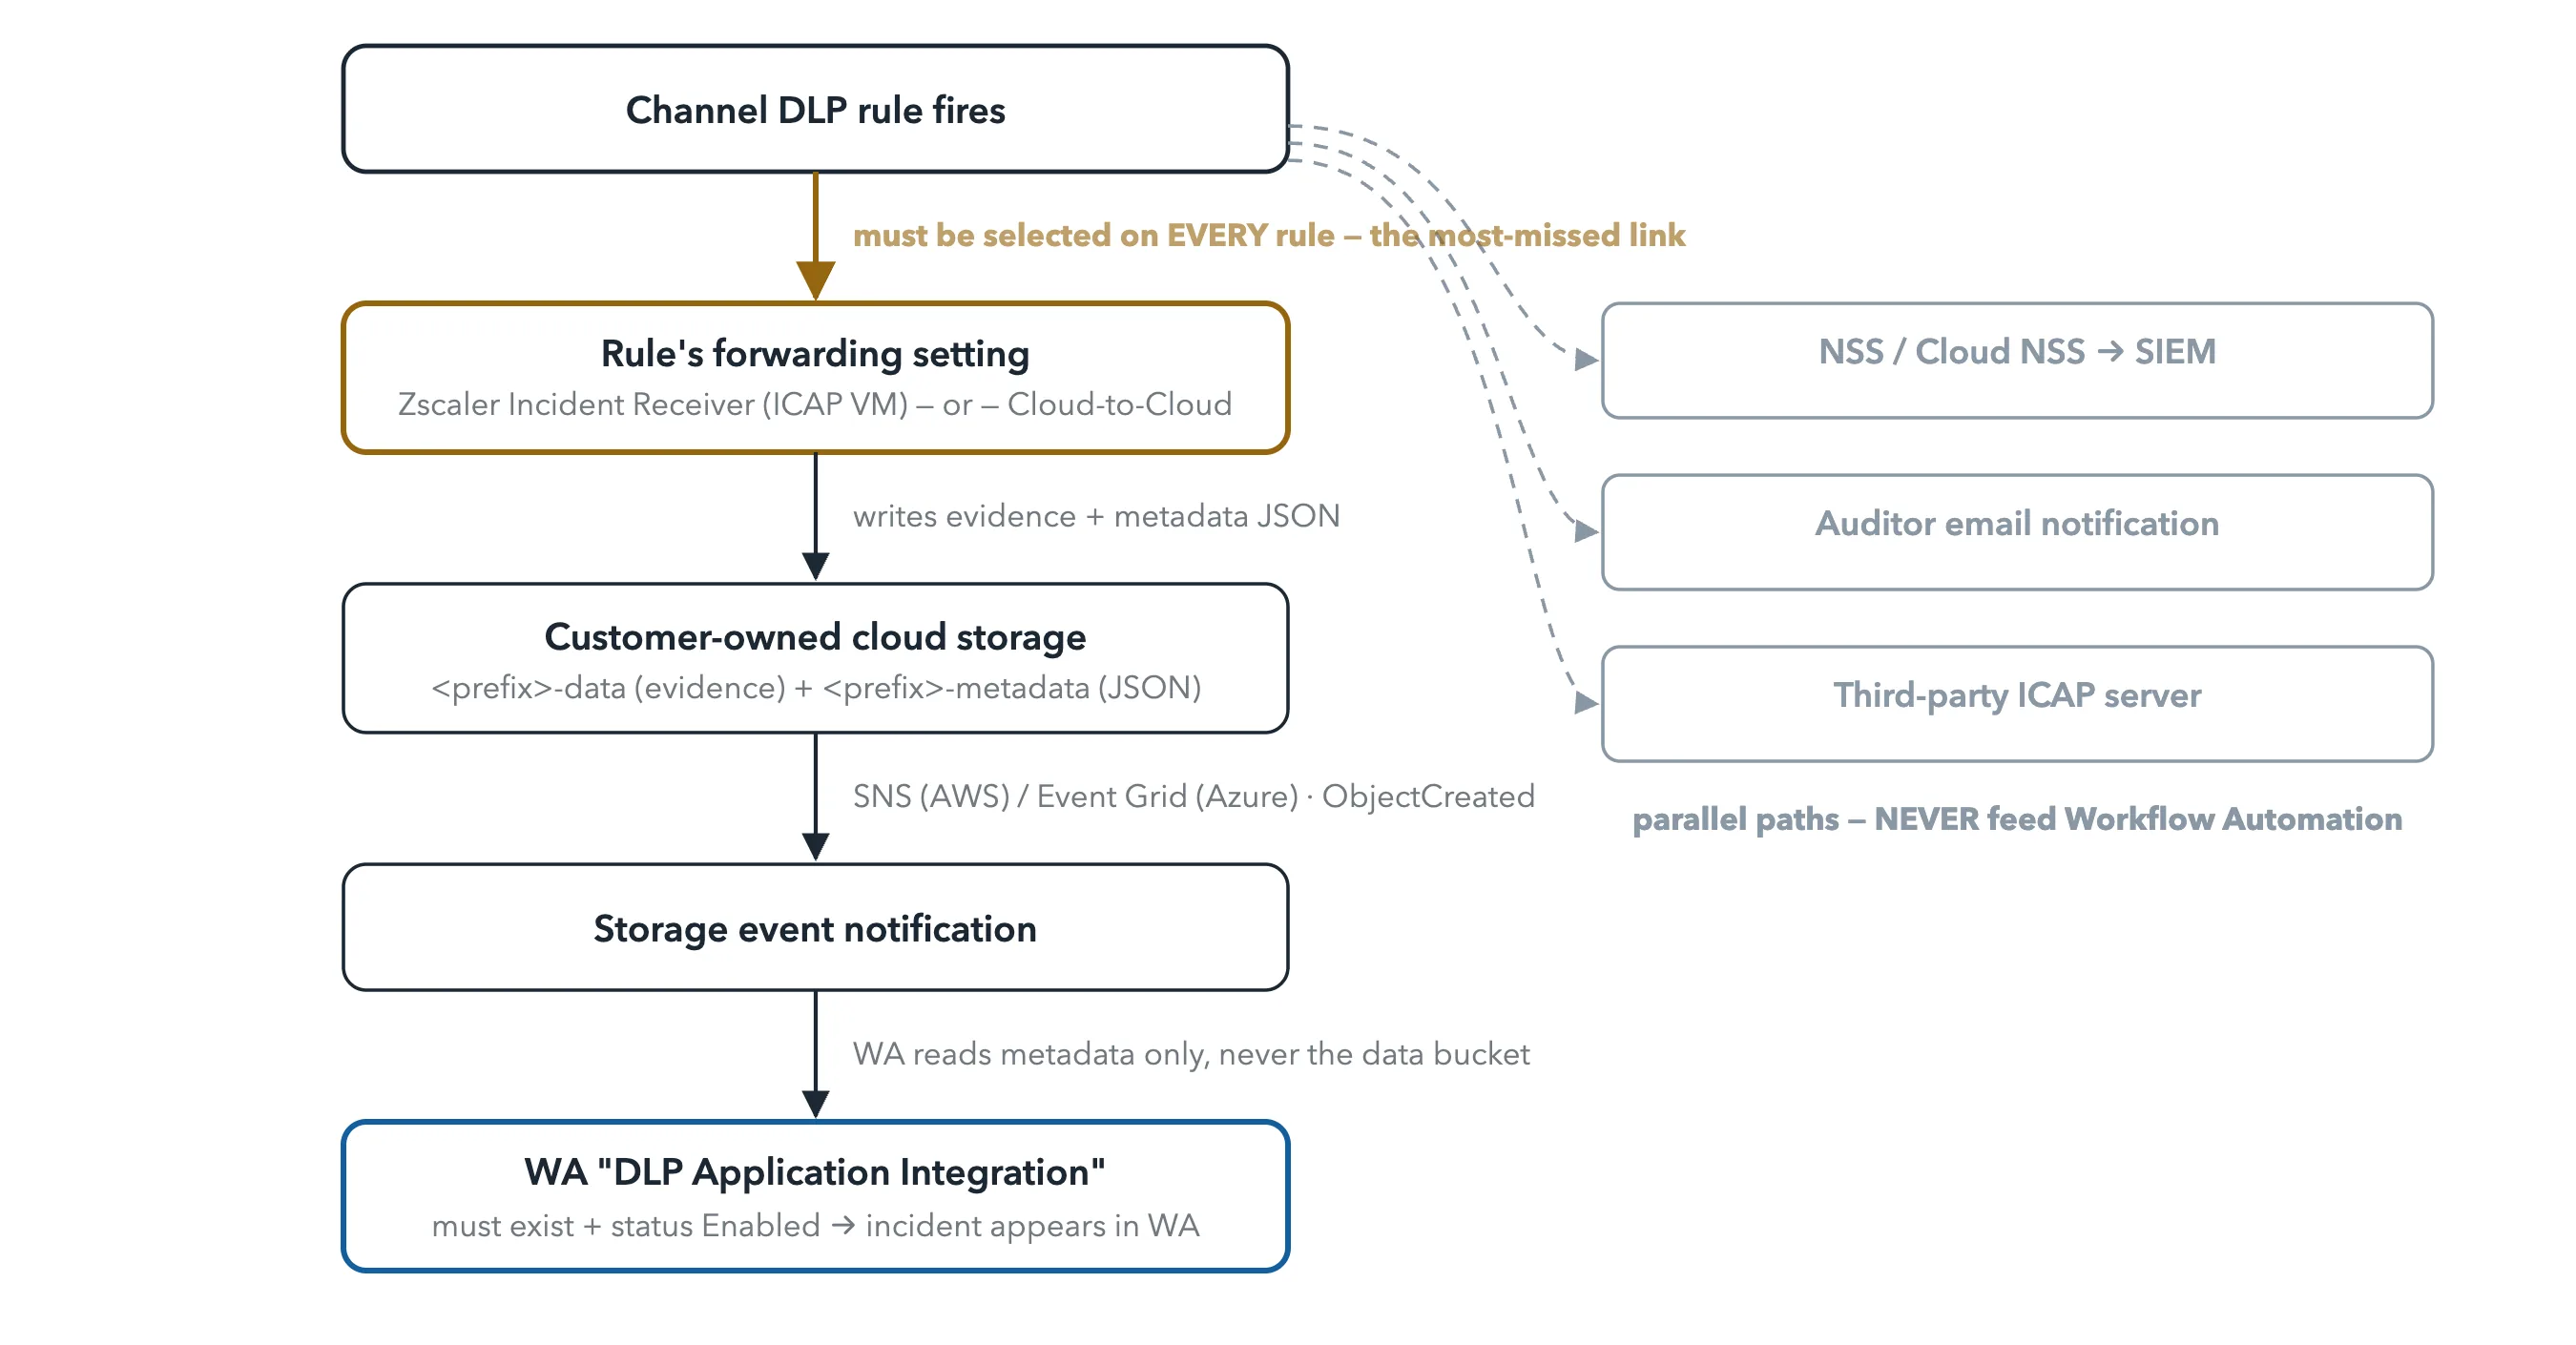 Channel DLP rule fires
must be selected on EVERY rule – the most-missed link
Rule's forwarding setting
Zscaler Incident Receiver (ICAP VM) – or – Cloud-to-Cloud
writes evidence + metadata JSON
Customer-owned cloud storage
<prefix>-data (evidence) + <prefix>-metadata (JSON)
SNS (AWS) / Event Grid (Azure) · ObjectCreated
Storage event notification
WA reads metadata only, never the data bucket
WA "DLP Application Integration"
must exist + status Enabled → incident appears in WA
NSS / Cloud NSS → SIEM
Auditor email notification
Third-party ICAP server
parallel paths – NEVER feed Workflow Automation